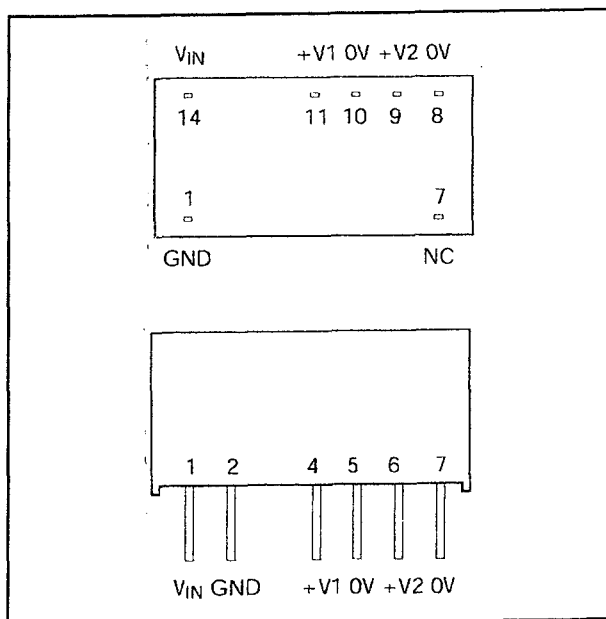 VIN +V1 0V +V2 0V
14 11 10 9 8
1 7
GND NC
1 2 4 5 6 7
VIN GND +V1 0V +V2 0V